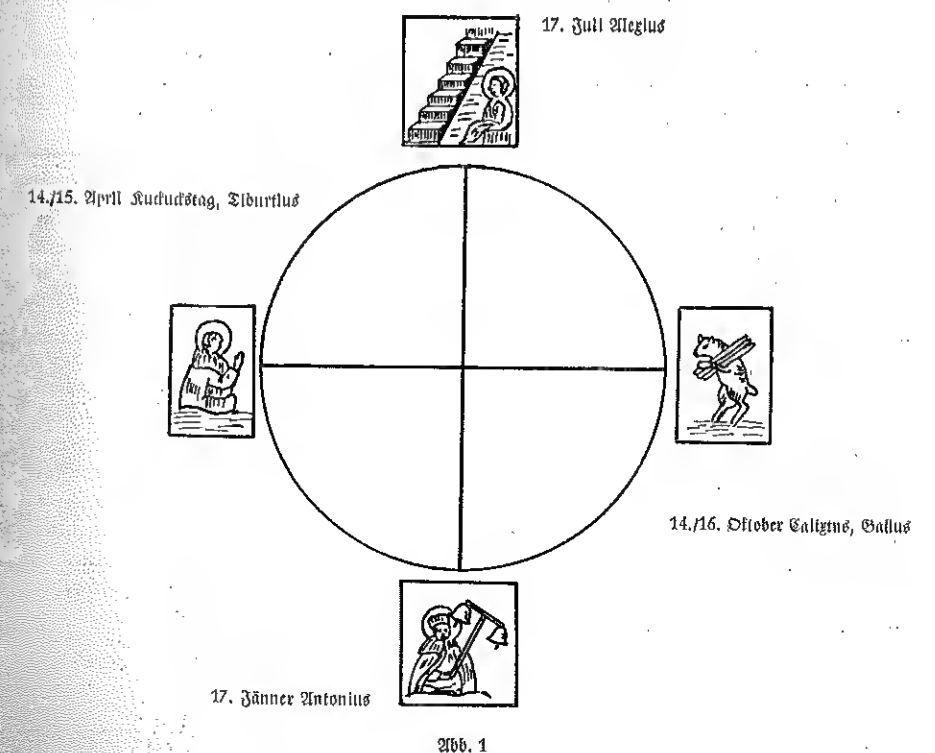 17. Juli Alexius
14./15. April Kuckuckstag, Tiburtius
14./16. Oktober Calixtus, Gallus
17. Jänner Antonius
Abb. 1